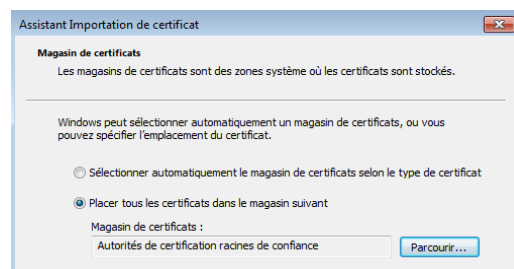 Assistant Importation de certificat
Magasin de certificats
Les magasins de certificats sont des zones système où les certificats sont stockés.
Windows peut sélectionner automatiquement un magasin de certificats, ou vous
pouvez spécifier l'emplacement du certificat.
Sélectionner automatiquement le magasin de certificats selon le type de certificat
Placer tous les certificats dans le magasin suivant
Magasin de certificats :
Autorités de certification racines de confiance
Parcourir...